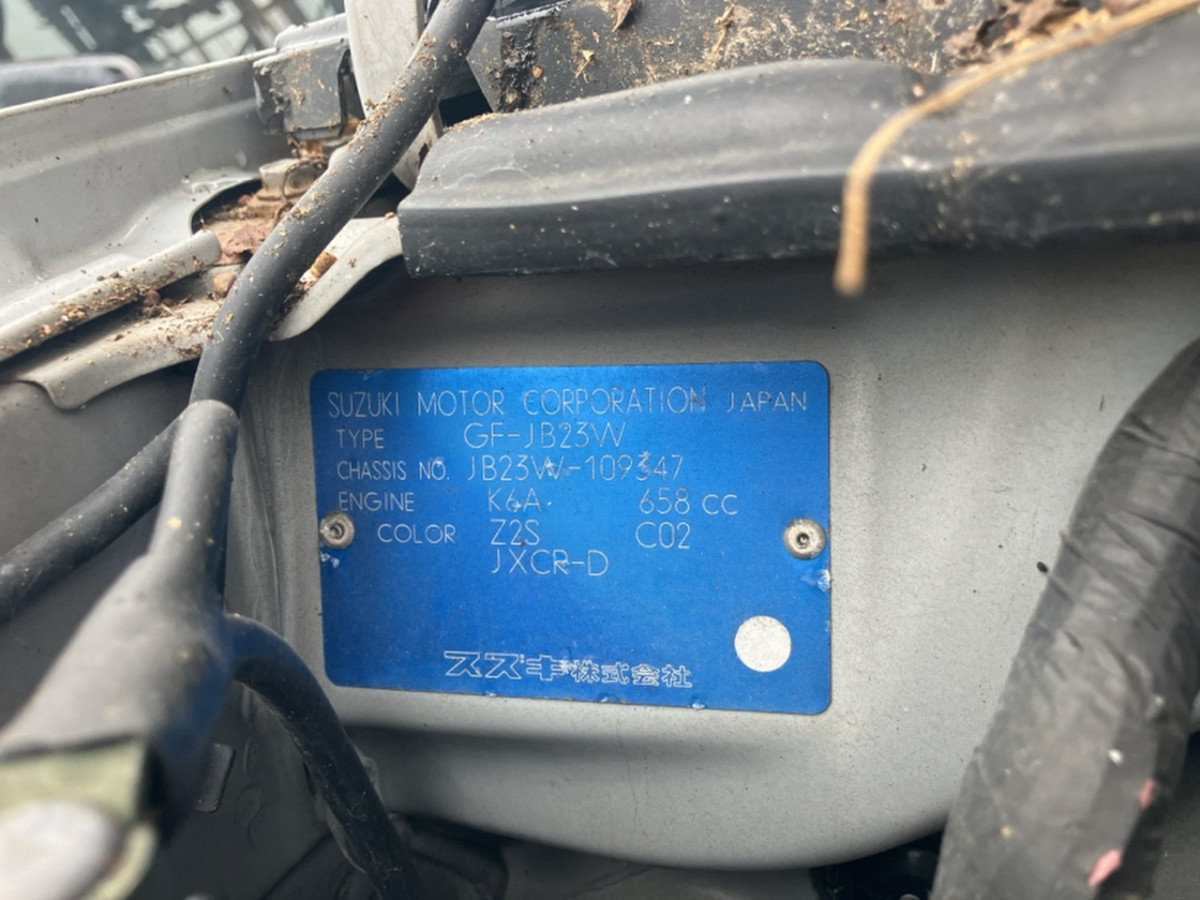 SUZUKI MOTOR CORPORATION JAPAN
TYPE GF-JB23W
CHASSIS NO. JB23W-109347
ENGINE K6A 658 CC
COLOR Z2S C02
JXCR-D
スズキ株式会社